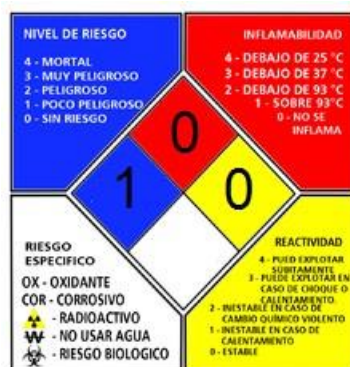 NIVEL DE RIESGO
4 - MORTAL
3 - MUY PELIGROSO
2 - PELIGROSO
1 - POCO PELIGROSO
0 - SIN RIESGO
INFLAMABILIDAD
4 - DEBAJO DE 25 °C
3 - DEBAJO DE 37 °C
2 - DEBAJO DE 93 °C
1 - SOBRE 93°C
0 - NO SE
INFLAMA
0
1
0
RIESGO
ESPECIFICO
OX - OXIDANTE
COR - CORROSIVO
- RADIOACTIVO
W - NO USAR AGUA
- RIESGO BIOLOGICO
REACTIVIDAD
4 - PUED EXPLOTAR
SÚBITAMENTE
3 - PUEDE EXPLOTAR EN
CASO DE CHOQUE O
CALENTAMIENTO.
2 - INESTABLE EN CASO DE
CAMBIO QUÍMICO VIOLENTO
1 - INESTABLE EN CASO DE
CALENTAMIENTO
0 - ESTABLE